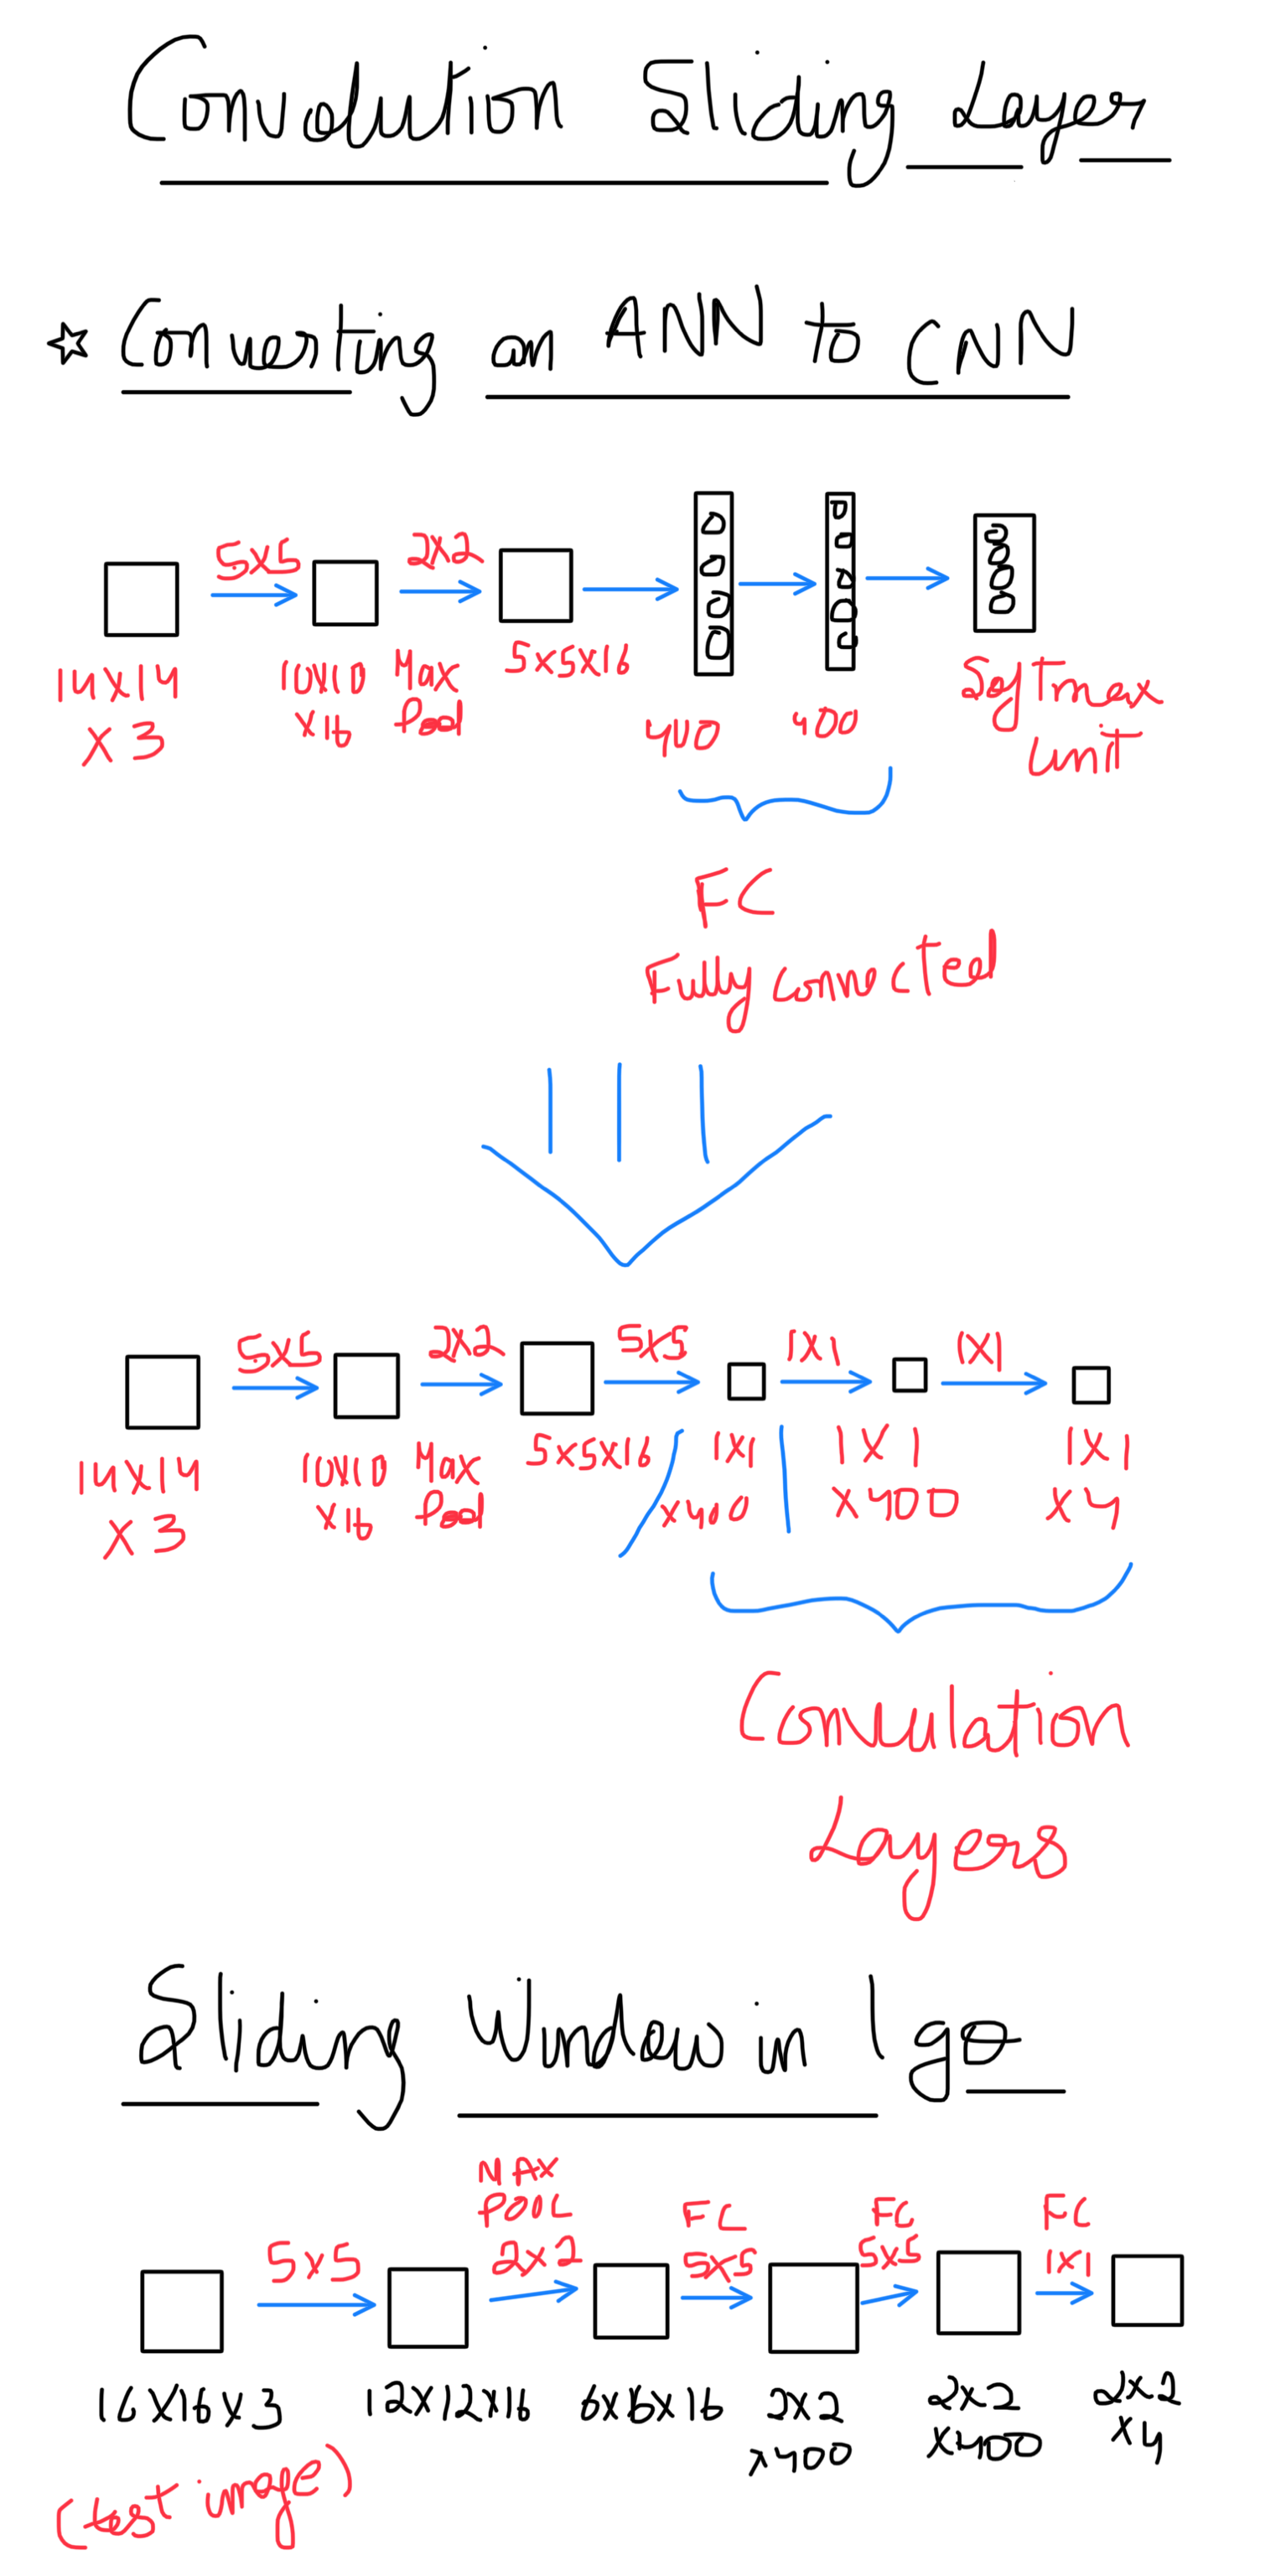 Convolution Sliding Layer
☆ Converting an ANN to CNN
5x5 2x2
14x14 10x10 Max 5x5x16
x3 x16 Pool 400 400 Softmax Unit
FC
Fully connected
5x5 2x2 5x5 1x1 1x1
14x14 10x10 Max 5x5x16 1x1 1x1 1x1
x3 x16 Pool x400 x400 x4
Convulation
Layers
Sliding Window in 1 go
MAX
POOL FC FC FC
5x5 2x2 5x5 5x5 1x1
16x16x3 12x12x16 6x6x16 2x2 2x2 2x2
x400 x400 x4
(test image)